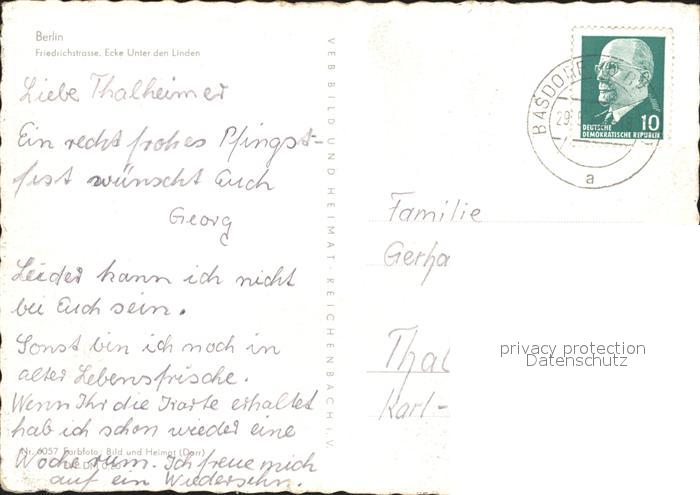 Berlin
Friedrichstrasse, Ecke Unter den Linden
Liebe Thalheimer
Ein recht frohes Pfingst-
fest wünscht Euch
Georg
Leider kann ich nicht
bei Euch sein.
Sonst bin ich noch in
alter Lebensfrische.
Wenn Ihr die Karte erhaltet
hab ich schon wieder eine
Nr. 6057 Farbfoto: Bild und Heimat (Dorr)
Woche rum. Ich freue mich
auf ein Wiedersehn.
VEB BILD UND HEIMAT · REICHENBACH i. V.
BASDORF
29
a
10
DEUTSCHE
DEMOKRATISCHE REPUBLIK
Familie
Gerha
Thal
Karl-
privacy protection
Datenschutz